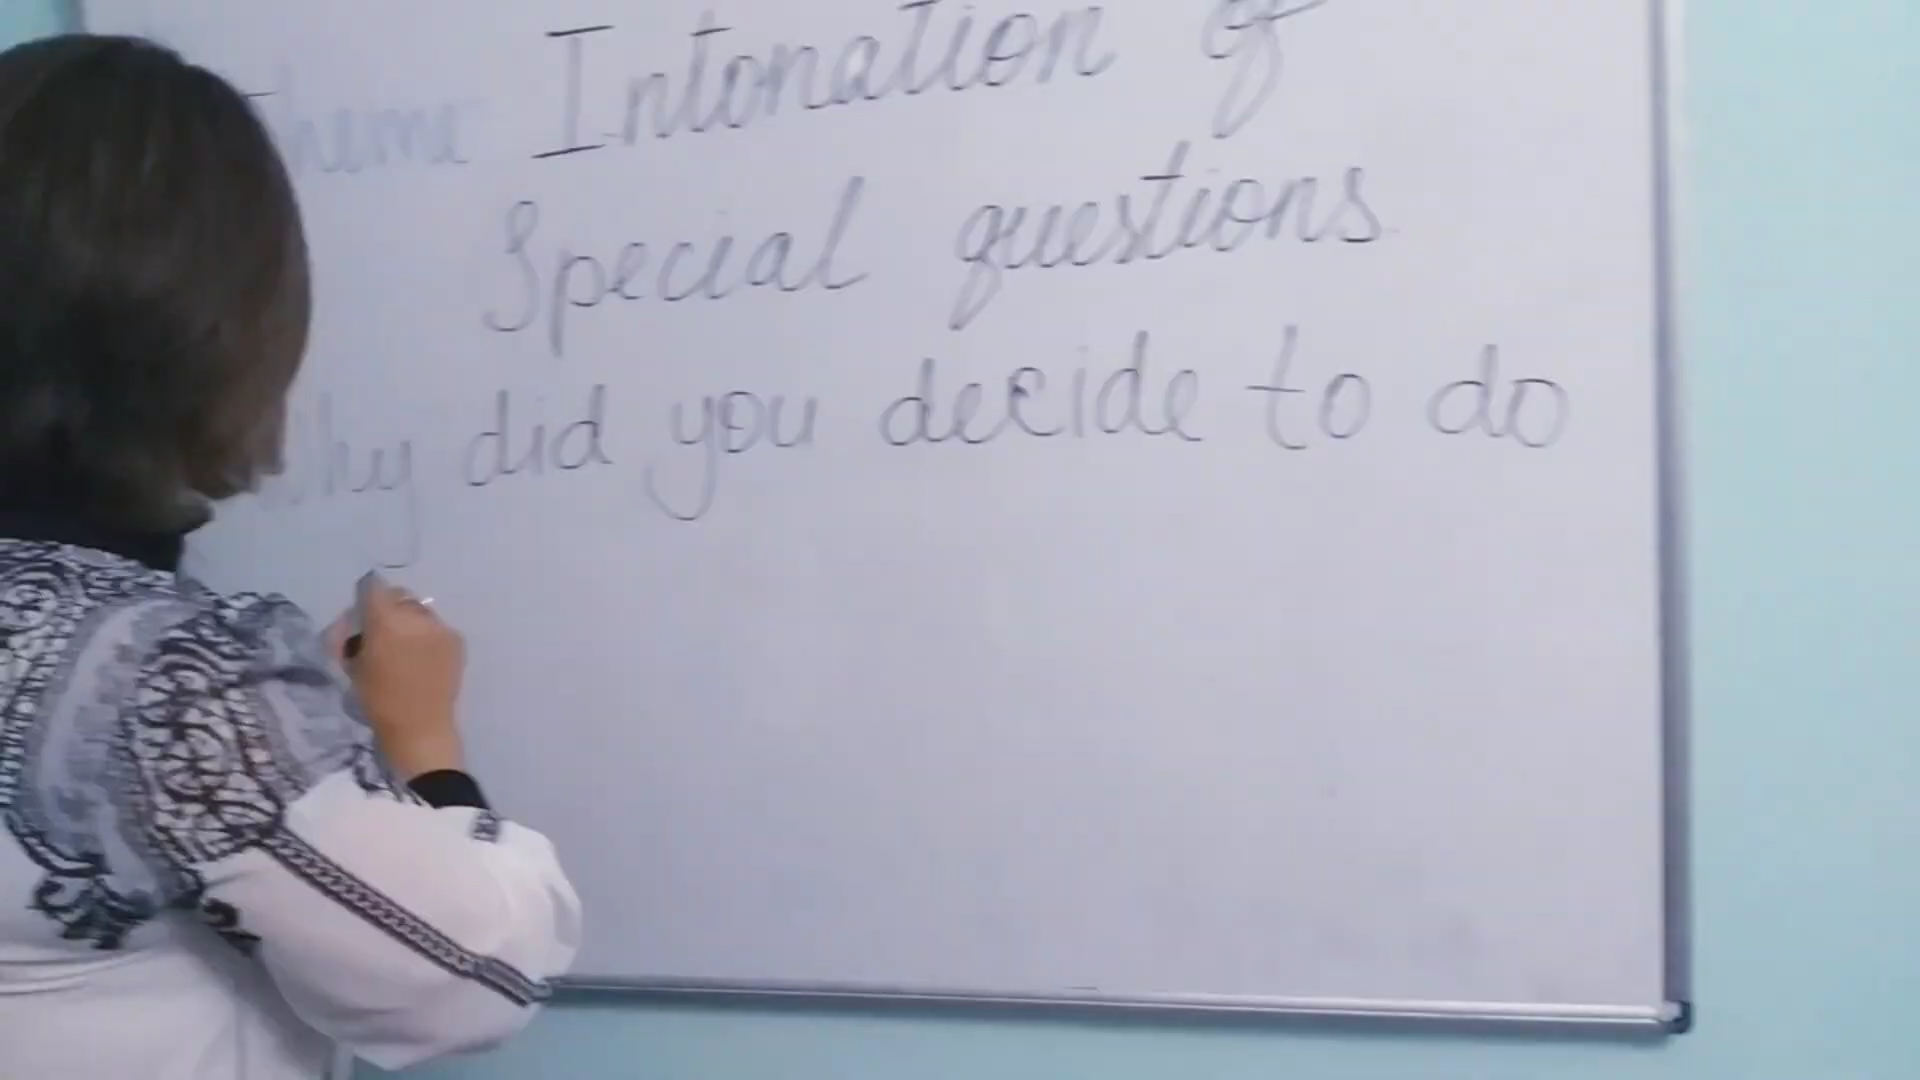 Theme Intonation of
Special questions
Why did you decide to do